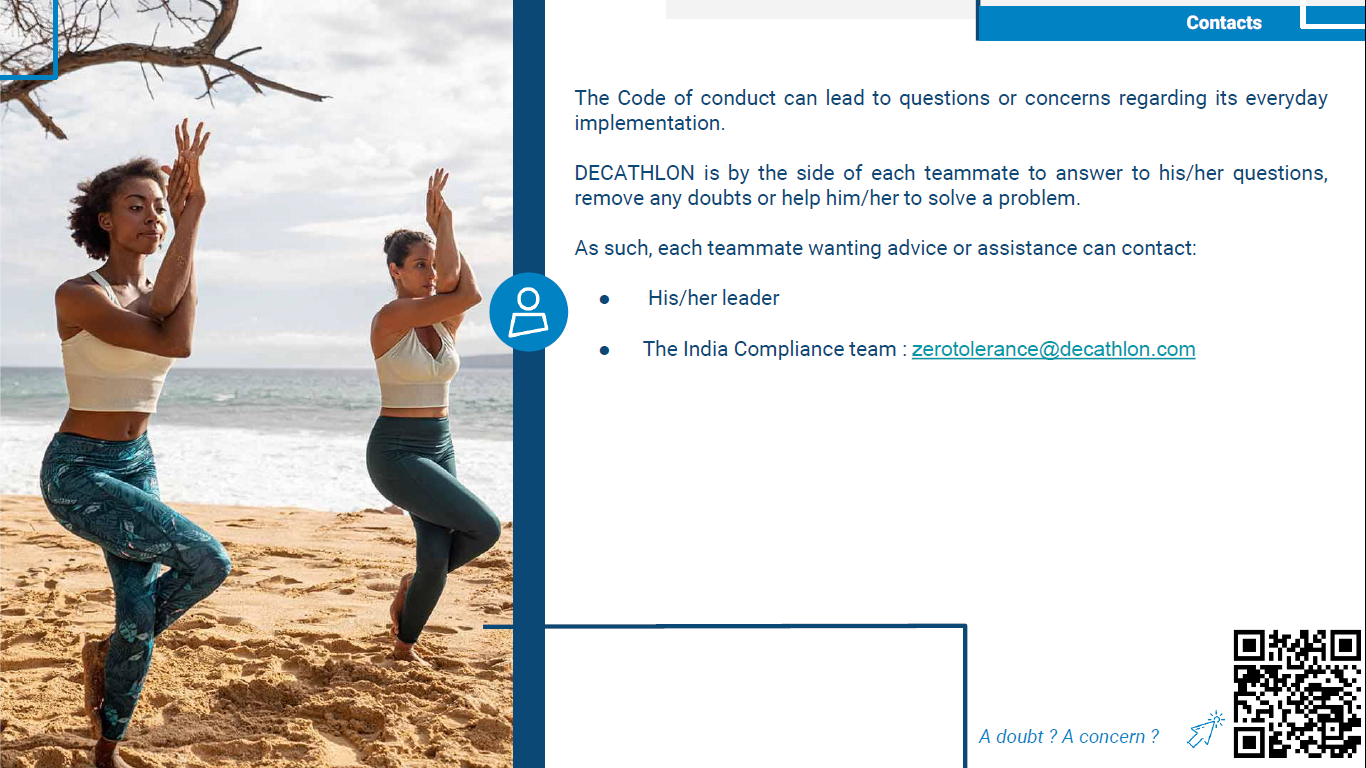 Contacts
The Code of conduct can lead to questions or concerns regarding its everyday
implementation.
DECATHLON is by the side of each teammate to answer to his/her questions,
remove any doubts or help him/her to solve a problem.
As such, each teammate wanting advice or assistance can contact:
● His/her leader
● The India Compliance team : zerotolerance@decathlon.com
A doubt ? A concern ?